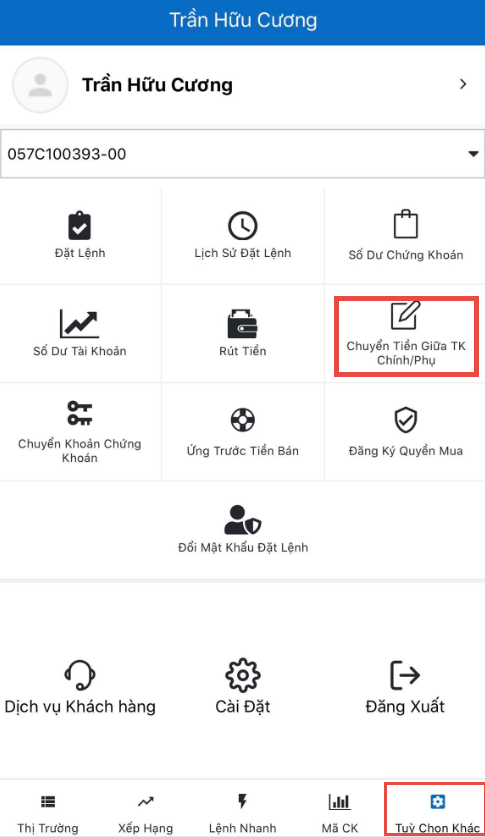 Trần Hữu Cương
Trần Hữu Cương
057C100393-00
Đặt Lệnh
Lịch Sử Đặt Lệnh
Số Dư Chứng Khoán
Số Dư Tài Khoản
Rút Tiền
Chuyển Tiền Giữa TK
Chính/Phụ
Chuyển Khoản Chứng
Khoán
Ứng Trước Tiền Bán
Đăng Ký Quyền Mua
Đổi Mật Khẩu Đặt Lệnh
Dịch vụ Khách hàng
Cài Đặt
Đăng Xuất
Thị Trường
Xếp Hạng
Lệnh Nhanh
Mã CK
Tuỳ Chọn Khác